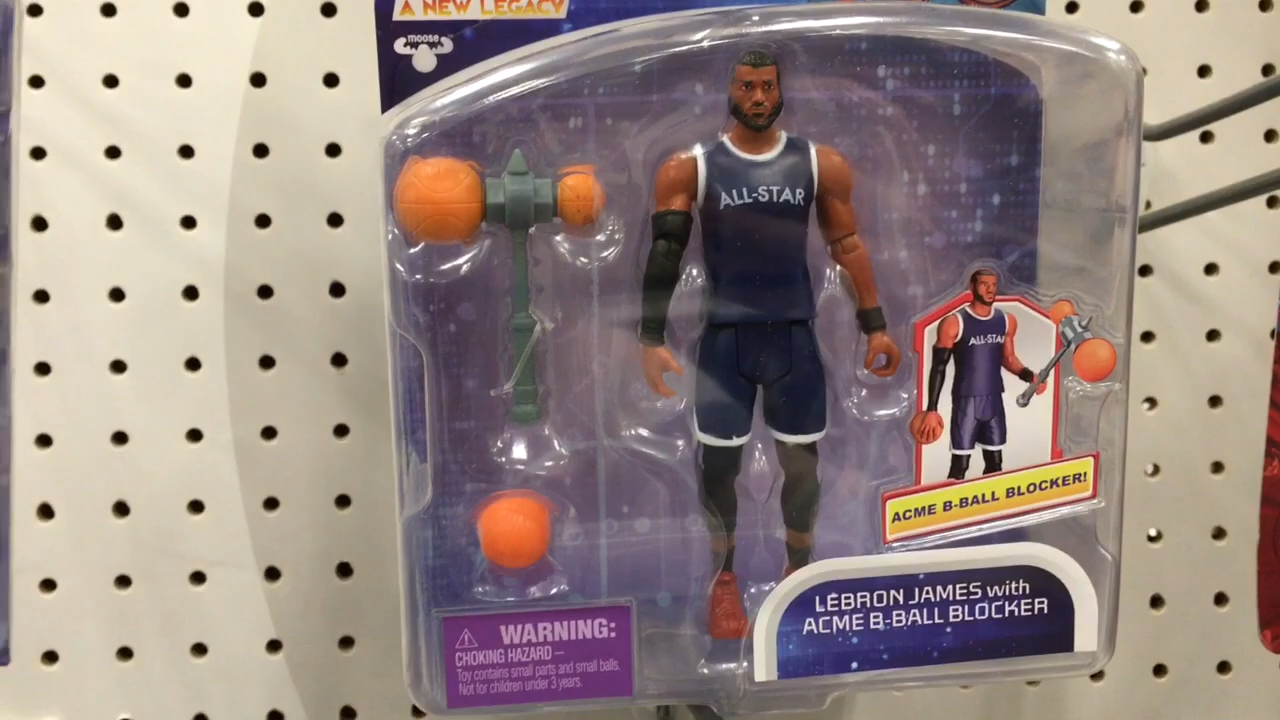 A NEW LEGACY
moose
ALL-STAR
ALL-STAR
ACME B-BALL BLOCKER!
LEBRON JAMES with
ACME B-BALL BLOCKER
WARNING:
CHOKING HAZARD —
Toy contains small parts and small balls.
Not for children under 3 years.